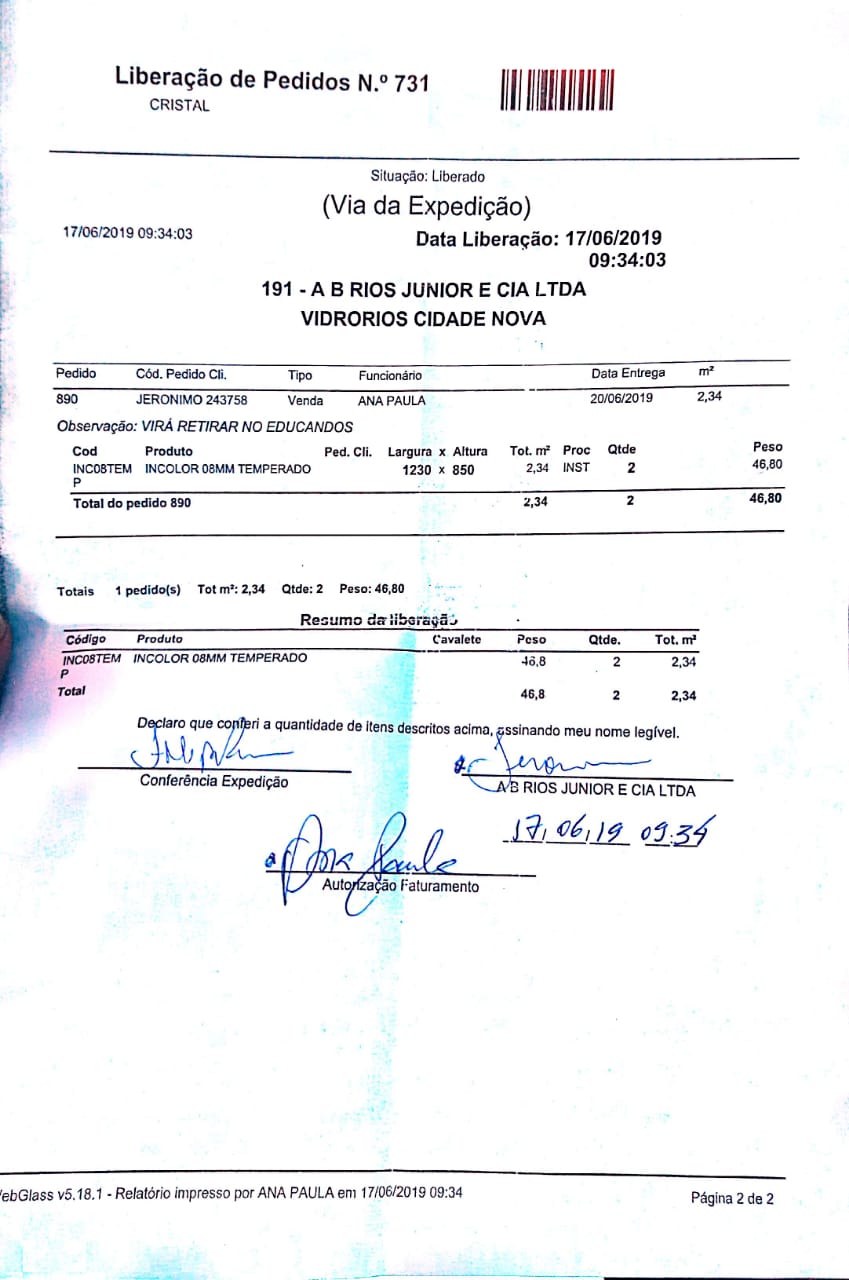 Liberação de Pedidos N.º 731
CRISTAL
Situação: Liberado
(Via da Expedição)
17/06/2019 09:34:03 Data Liberação: 17/06/2019
09:34:03
191 - A B RIOS JUNIOR E CIA LTDA
VIDRORIOS CIDADE NOVA
Pedido Cód. Pedido Cli. Tipo Funcionário Data Entrega m²
890 JERONIMO 243758 Venda ANA PAULA 20/06/2019 2,34
Observação: VIRÁ RETIRAR NO EDUCANDOS
Cod Produto Ped. Cli. Largura x Altura Tot. m² Proc Qtde Peso
INC08TEM INCOLOR 08MM TEMPERADO 1230 x 850 2,34 INST 2 46,80
P
Total do pedido 890 2,34 2 46,80
Totais 1 pedido(s) Tot m²: 2,34 Qtde: 2 Peso: 46,80
Resumo da liberação
Código Produto Cavalete Peso Qtde. Tot. m²
INC08TEM INCOLOR 08MM TEMPERADO 46,8 2 2,34
P
Total 46,8 2 2,34
Declaro que conferi a quantidade de itens descritos acima, assinando meu nome legível.
Conferência Expedição
A B RIOS JUNIOR E CIA LTDA
17/06/19 09:34
Ana Paula
Autorização Faturamento
ebGlass v5.18.1 - Relatório impresso por ANA PAULA em 17/06/2019 09:34
Página 2 de 2